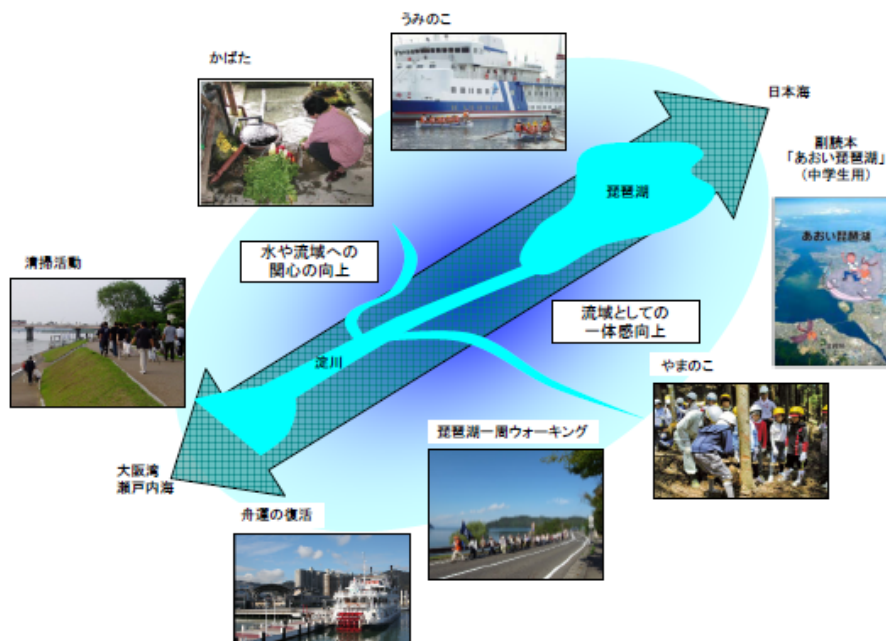 うみのこ
かばた
日本海
副読本
「あおい琵琶湖」
（中学生用）
琵琶湖
あおい琵琶湖
水や流域への
関心の向上
清掃活動
流域としての
一体感向上
淀川
やまのこ
琵琶湖一周ウォーキング
大阪湾
瀬戸内海
舟運の復活